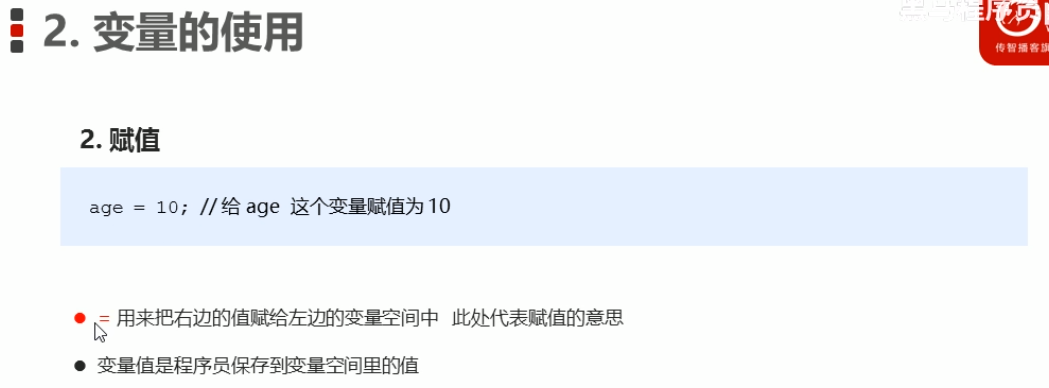 2. 变量的使用
传智播客旗
2. 赋值
age = 10; // 给 age 这个变量赋值为 10
= 用来把右边的值赋给左边的变量空间中 此处代表赋值的意思
变量值是程序员保存到变量空间里的值